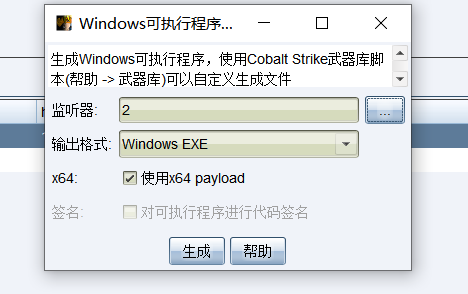 Windows可执行程序...
生成Windows可执行程序，使用Cobalt Strike武器库脚
本(帮助 -> 武器库)可以自定义生成文件
监听器: 2 ...
输出格式: Windows EXE
x64: 使用x64 payload
签名: 对可执行程序进行代码签名
生成 帮助